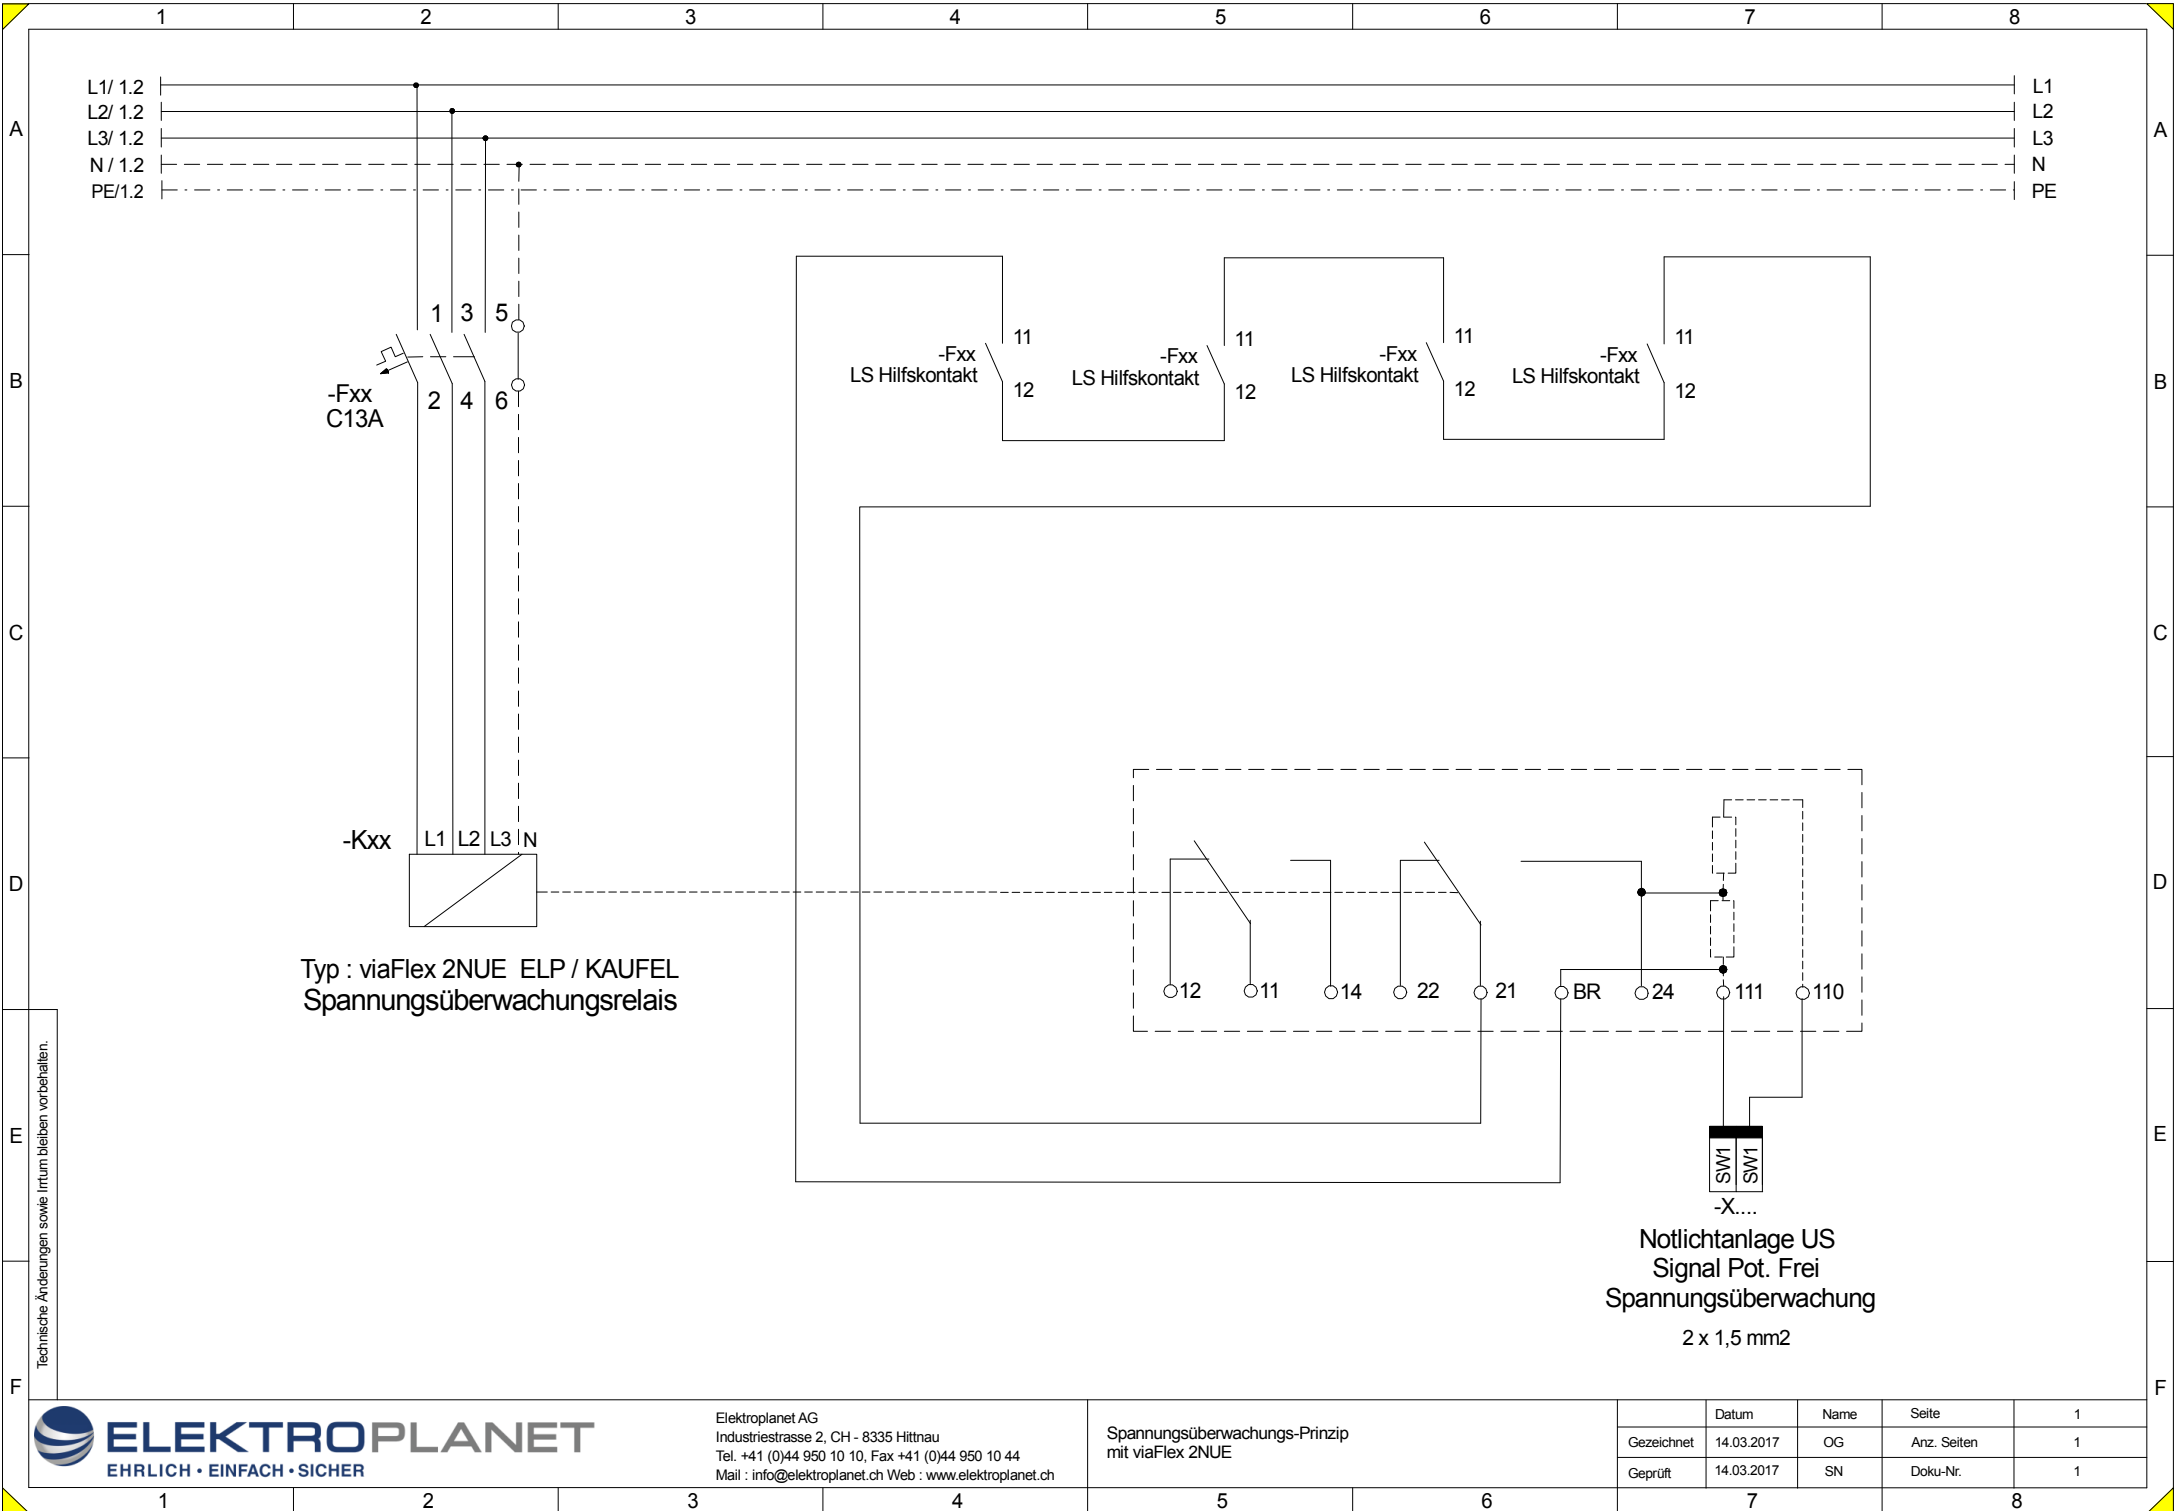 1 2 3 4 5 6 7 8
L1/ 1.2 L1
L2/ 1.2 L2
A L3/ 1.2 L3 A
N / 1.2 N
PE/1.2 PE
1 3 5
-Fxx
C13A
2 4 6
B B
-Fxx
LS Hilfskontakt
11
12
-Fxx
LS Hilfskontakt
11
12
-Fxx
LS Hilfskontakt
11
12
-Fxx
LS Hilfskontakt
11
12
C C
-Kxx L1 L2 L3 N
D D
Typ : viaFlex 2NUE ELP / KAUFEL
Spannungsüberwachungsrelais
12 11 14 22 21 BR 24 111 110
E E
SW1 SW1
-X....
Notlichtanlage US
Signal Pot. Frei
Spannungsüberwachung
2 x 1,5 mm2
Technische Änderungen sowie Irrtum bleiben vorbehalten.
F F
ELEKTROPLANET
EHRLICH • EINFACH • SICHER
Elektroplanet AG
Industriestrasse 2, CH - 8335 Hittnau
Tel. +41 (0)44 950 10 10, Fax +41 (0)44 950 10 44
Mail : info@elektroplanet.ch Web : www.elektroplanet.ch
Spannungsüberwachungs-Prinzip
mit viaFlex 2NUE
Datum Name Seite 1
Gezeichnet 14.03.2017 OG Anz. Seiten 1
Geprüft 14.03.2017 SN Doku-Nr. 1
1 2 3 4 5 6 7 8